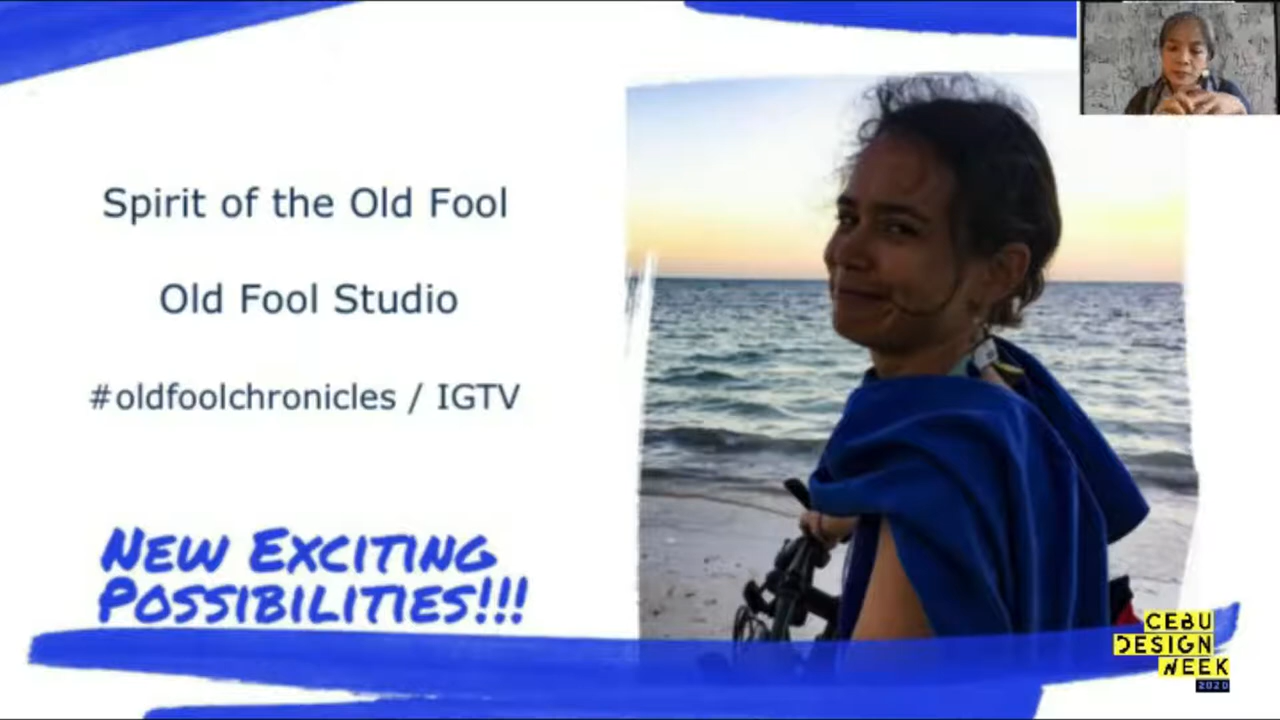 Spirit of the Old Fool
Old Fool Studio
#oldfoolchronicles / IGTV
NEW EXCITING
POSSIBILITIES!!!
CEBU
DESIGN
WEEK
2020